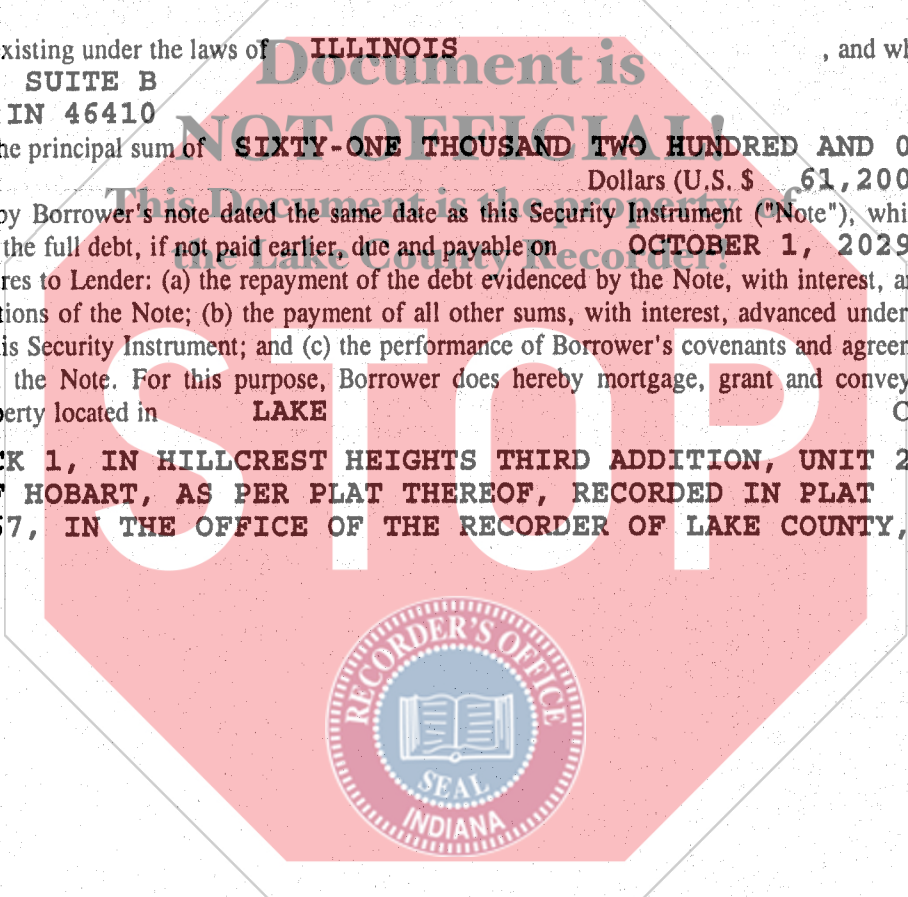 xisting under the laws of ILLINOIS , and wh
Document is
SUITE B
IN 46410
NOT OFFICIAL!
he principal sum of SIXTY-ONE THOUSAND TWO HUNDRED AND 0
Dollars (U.S. $ 61,200
This Document is the property of
by Borrower's note dated the same date as this Security Instrument ("Note"), whi
the full debt, if not paid earlier, due and payable on OCTOBER 1, 2029
the Lake County Recorder!
res to Lender: (a) the repayment of the debt evidenced by the Note, with interest, an
tions of the Note; (b) the payment of all other sums, with interest, advanced under
is Security Instrument; and (c) the performance of Borrower's covenants and agreen
the Note. For this purpose, Borrower does hereby mortgage, grant and convey
erty located in LAKE C
CK 1, IN HILLCREST HEIGHTS THIRD ADDITION, UNIT 2
F HOBART, AS PER PLAT THEREOF, RECORDED IN PLAT
57, IN THE OFFICE OF THE RECORDER OF LAKE COUNTY,
STOP
RECORDER'S OFFICE
SEAL
INDIANA